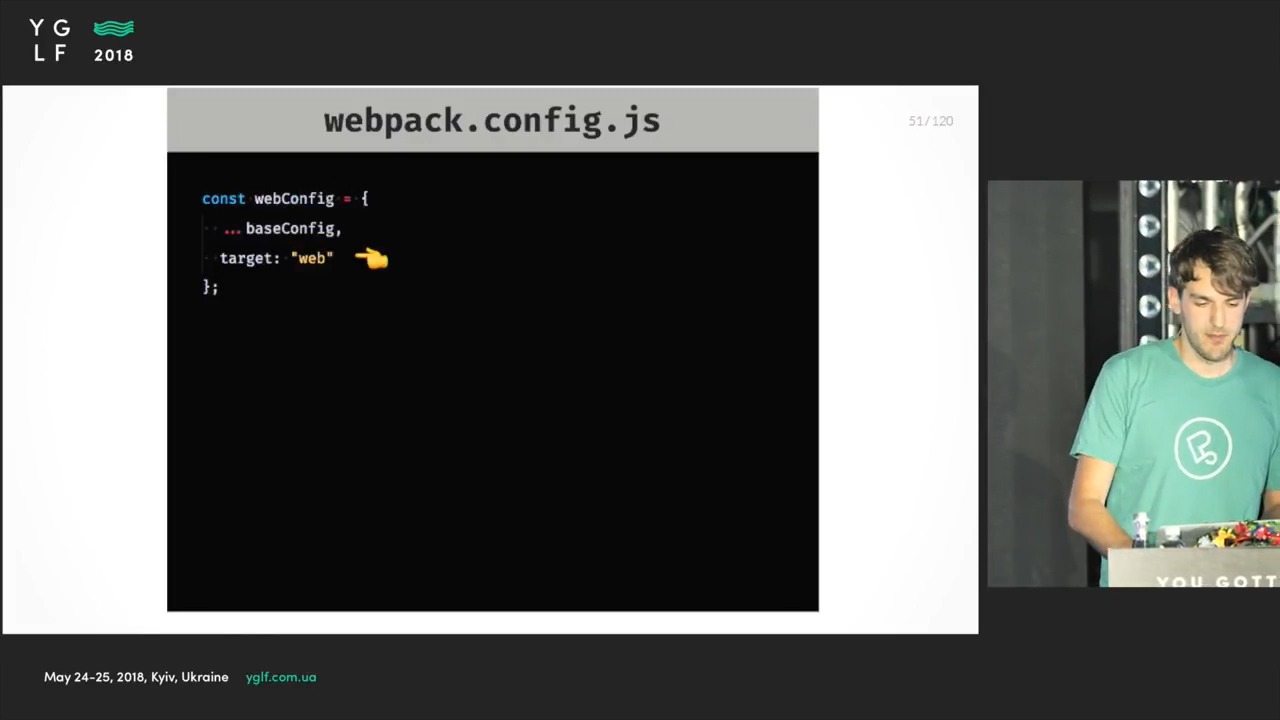 Y G
L F
2018
webpack.config.js
51/120
const webConfig = {
...baseConfig,
target: "web"
};
YOU GOTT
May 24-25, 2018, Kyiv, Ukraine yglf.com.ua